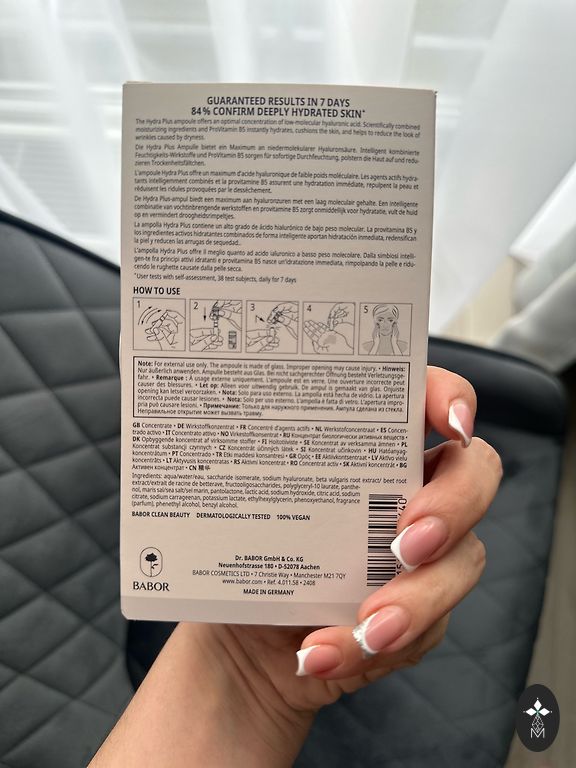 GUARANTEED RESULTS IN 7 DAYS
84% CONFIRM DEEPLY HYDRATED SKIN*
The Hydra Plus ampoule offers an optimal concentration of low-molecular hyaluronic acid. Scientifically combined
moisturizing ingredients and ProVitamin B5 instantly hydrates, cushions the skin, and helps to reduce the look of
wrinkles caused by dryness.
Die Hydra Plus Ampulle bietet ein Maximum an niedermolekularer Hyaluronsäure. Intelligent kombinierte
Feuchtigkeits-Wirkstoffe und ProVitamin B5 sorgen für sofortige Durchfeuchtung, polstern die Haut auf und redu-
zieren Trockenheitsfältchen.
L'ampoule Hydra Plus offre un maximum d'acide hyaluronique de faible poids moléculaire. Les agents hydra-
tants intelligemment combinés et la provitamine B5 assurent une hydratation immédiate, repulpent la peau et
réduisent les ridules provoquées par le dessèchement.
De Hydra Plus-ampul biedt een maximum aan hyaluronzuren met een laag moleculair gehalte. Een intelligente
combinatie van vochtinbrengende werkstoffen en provitamine B5 zorgt onmiddellijk voor hydratatie, vult de huid
op en vermindert droogheidsrimpeltjes.
La ampolla Hydra Plus contiene un alto grado de ácido hialurónico de bajo peso molecular. La provitamina B5 y
los ingredientes activos hidratantes combinados de forma inteligente aportan hidratación inmediata, redensifican
la piel y reducen las arrugas de sequedad.
L'ampolla Hydra Plus offre il meglio quanto ad acido ialuronico a basso peso molecolare. Dalla simbiosi intelli-
gente fra principi attivi idratanti e provitamina B5 nasce un'idratazione immediata, rimpolpando la pelle e ridu-
cendo le rughette causate dalla pelle secca.
*User tests with self-assessment, 38 test subjects, daily for 7 days
HOW TO USE
1 2 3 4 5
Note: For external use only. The ampoule is made of glass. Improper opening may cause injury. • Hinweis:
Nur äußerlich anwenden. Ampulle besteht aus Glas. Bei nicht sachgerechter Öffnung besteht Verletzungsge-
fahr. • Remarque : À usage externe uniquement. L'ampoule est en verre. Une ouverture incorrecte peut
causer des blessures. • Let op: Alleen voor uitwendig gebruik. De ampul is gemaakt van glas. Onjuiste
opening kan letsel veroorzaken. • Nota: Solo para uso externo. La ampolla está hecha de vidrio. La apertura
incorrecta puede causar lesiones. • Nota: Solo per uso esterno. L'ampolla è fatta di vetro. L'apertura impro-
pria può causare lesioni. • Примечание: Только для наружного применения. Ампула сделана из стекла.
Неправильное открытие может вызвать травму.
GB Concentrate • DE Wirkstoffkonzentrat • FR Concentré d'agents actifs • NL Werkstofconcentraat • ES Concen-
trado activo • IT Concentrato attivo • NO Virkestoffkonsentrat • RU Концентрат биологически активных веществ •
DK Opbyggende koncentrat af virksomme stoffer • FI Hoitotiiviste • SE Koncentrat av verksamma ämnen • PL
Koncentrat substancji czynnych • CZ Koncentrát účinných látek • SI Koncentrat učinkovin • HU Hatóanyag-
koncentrátum • PT Concentrado • TR Etki maddesi konsantresi • GR Ορός • EE Aktiivkontsentraat • LV Aktīvo vielu
koncentrāts • LT Aktyvusis koncentratas • RS Aktivni koncentrat • RO Concentrat activ • SK Aktívny koncentrát • BG
Активен концентрат • CN 精华
Ingredients: aqua/water/eau, saccharide isomerate, sodium hyaluronate, beta vulgaris root extract/ beet root
extract/extrait de racine de betterave, fructooligosaccharides, polyglyceryl-10 laurate, panthe-
nol, maris sal/sea salt/sel marin, pantolactone, lactic acid, sodium hydroxide, citric acid, sodium
citrate, sodium carrageenan, potassium lactate, ethylhexylglycerin, phenoxyethanol, fragrance
(parfum), phenethyl alcohol, benzyl alcohol.
BABOR CLEAN BEAUTY DERMATOLOGICALLY TESTED 100% VEGAN
BABOR
Dr. BABOR GmbH & Co. KG
Neuenhofstrasse 180 • D-52078 Aachen
BABOR COSMETICS LTD • 7 Christie Way • Manchester M21 7QY
www.babor.com • Ref. 4.011.58 • 2408
MADE IN GERMANY